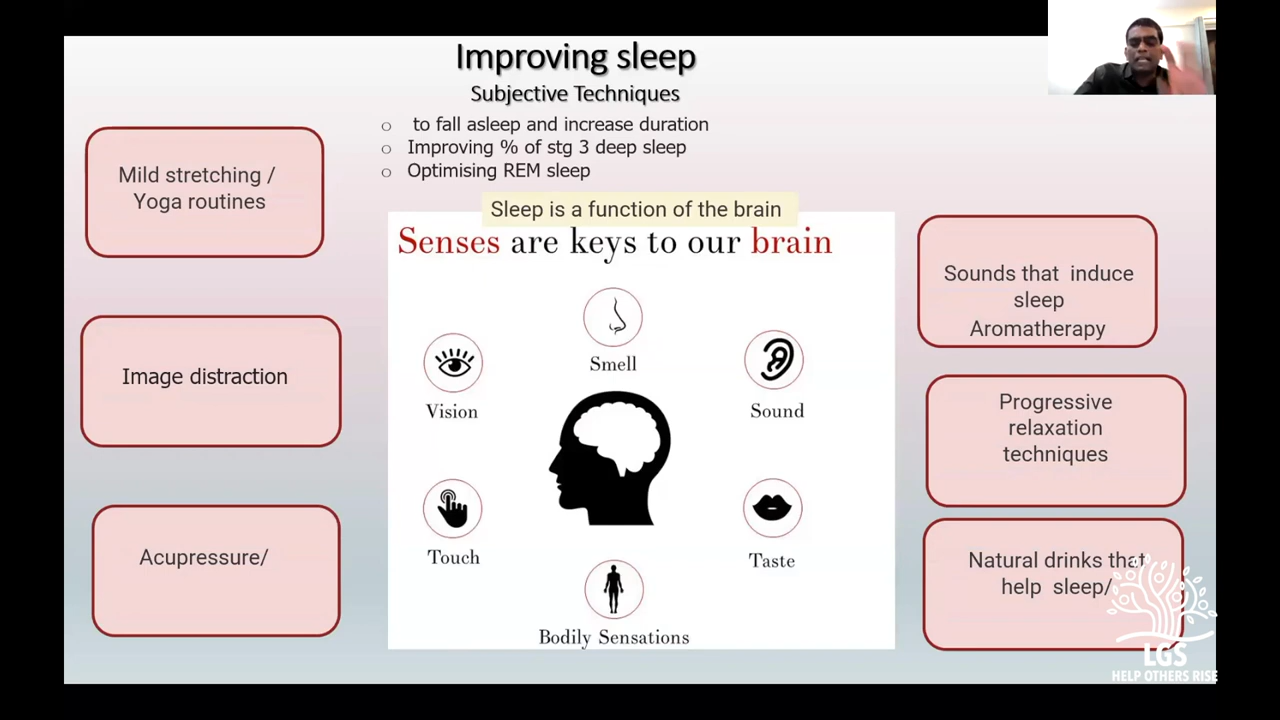 Improving sleep
Subjective Techniques
o to fall asleep and increase duration
o Improving % of stg 3 deep sleep
o Optimising REM sleep
Mild stretching /
Yoga routines
Image distraction
Acupressure/
Sleep is a function of the brain
Senses are keys to our brain
Smell
Vision
Sound
Touch
Taste
Bodily Sensations
Sounds that induce
sleep
Aromatherapy
Progressive
relaxation
techniques
Natural drinks that
help sleep/
LGS
HELP OTHERS RISE